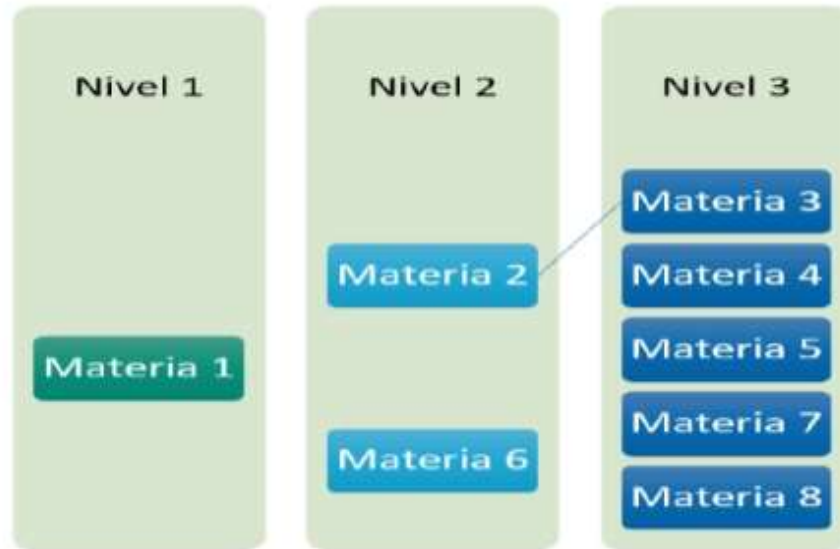 Nivel 1
Materia 1
Nivel 2
Materia 2
Materia 6
Nivel 3
Materia 3
Materia 4
Materia 5
Materia 7
Materia 8